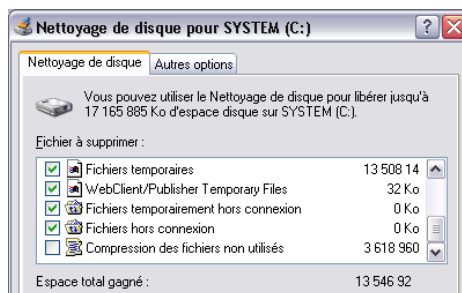 Nettoyage de disque pour SYSTEM (C:)
Nettoyage de disque Autres options
Vous pouvez utiliser le Nettoyage de disque pour libérer jusqu'à
17 165 885 Ko d'espace disque sur SYSTEM (C:).
Fichier à supprimer :
Fichiers temporaires 13 508 14
WebClient/Publisher Temporary Files 32 Ko
Fichiers temporairement hors connexion 0 Ko
Fichiers hors connexion 0 Ko
Compression des fichiers non utilisés 3 618 960
Espace total gagné : 13 546 92